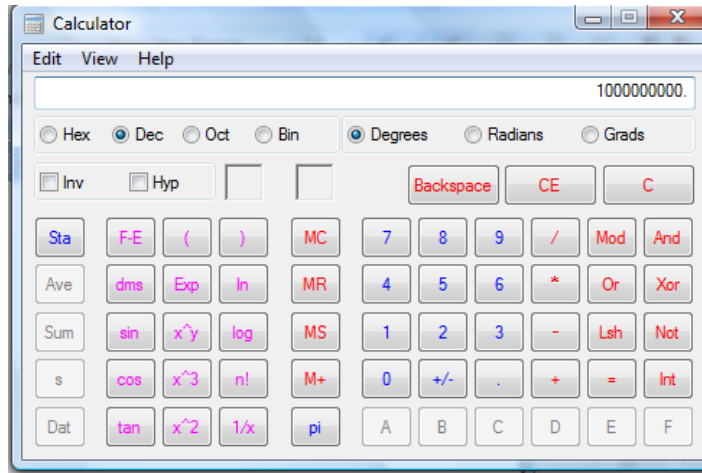 Calculator
Edit View Help
1000000000.
Hex Dec Oct Bin Degrees Radians Grads
Inv Hyp Backspace CE C
Sta F-E ( ) MC 7 8 9 / Mod And
Ave dms Exp ln MR 4 5 6 * Or Xor
Sum sin x^y log MS 1 2 3 - Lsh Not
s cos x^3 n! M+ 0 +/- . + = Int
Dat tan x^2 1/x pi A B C D E F